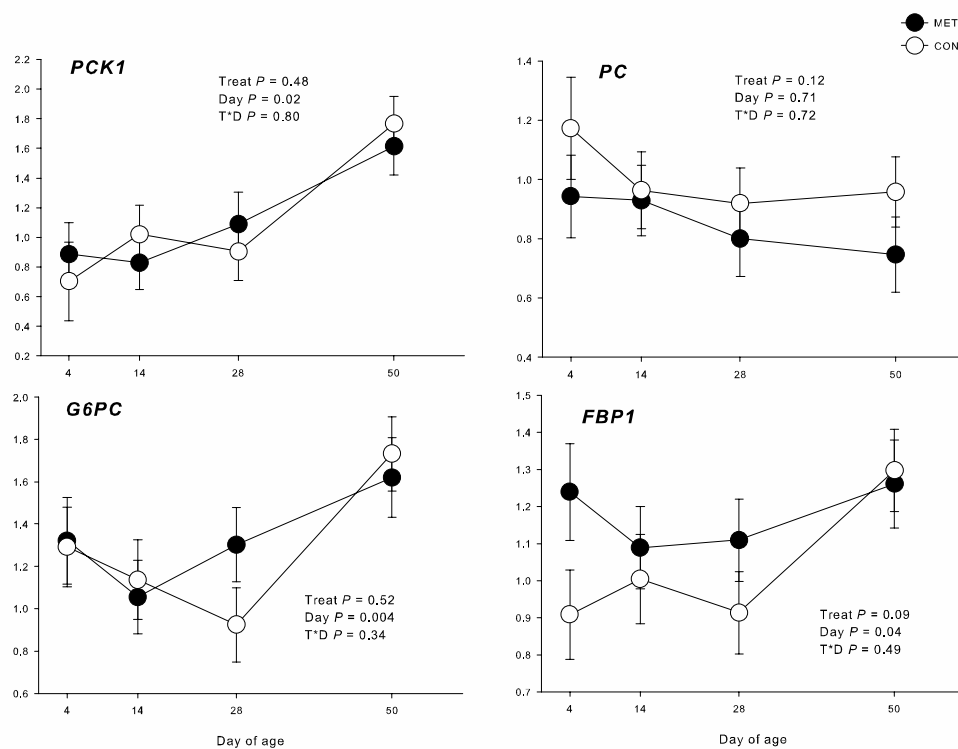 MET
CON
PCK1
Treat P = 0.48
Day P = 0.02
T*D P = 0.80
2.2
2.0
1.8
1.6
1.4
1.2
1.0
0.8
0.6
0.4
0.2
4
14
28
50
PC
Treat P = 0.12
Day P = 0.71
T*D P = 0.72
1.4
1.2
1.0
0.8
0.6
0.4
4
14
28
50
G6PC
Treat P = 0.52
Day P = 0.004
T*D P = 0.34
2.0
1.8
1.6
1.4
1.2
1.0
0.8
0.6
4
14
28
50
Day of age
FBP1
Treat P = 0.09
Day P = 0.04
T*D P = 0.49
1.5
1.4
1.3
1.2
1.1
1.0
0.9
0.8
0.7
4
14
28
50
Day of age